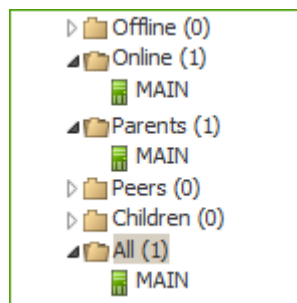 Offline (0)
Online (1)
MAIN
Parents (1)
MAIN
Peers (0)
Children (0)
All (1)
MAIN